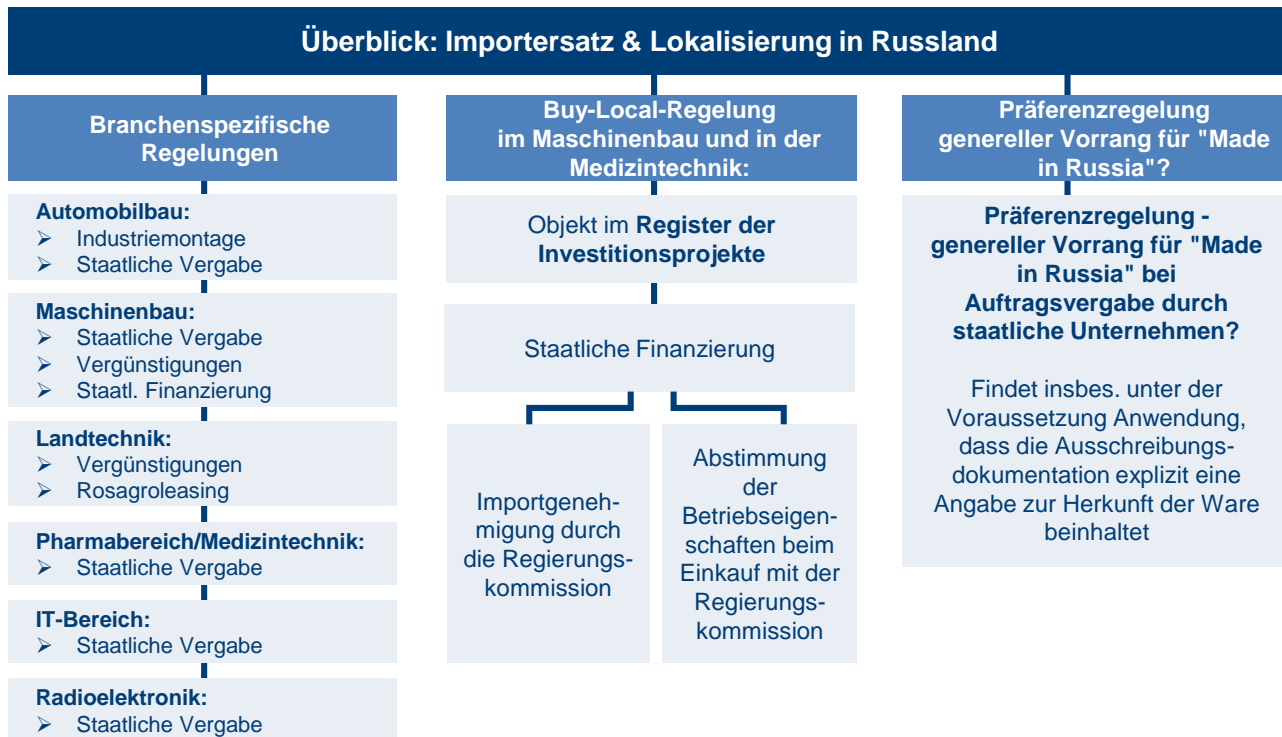 Überblick: Importersatz & Lokalisierung in Russland
Branchenspezifische
Regelungen
Automobilbau:
➢ Industriemontage
➢ Staatliche Vergabe
Maschinenbau:
➢ Staatliche Vergabe
➢ Vergünstigungen
➢ Staatl. Finanzierung
Landtechnik:
➢ Vergünstigungen
➢ Rosagroleasing
Pharmabereich/Medizintechnik:
➢ Staatliche Vergabe
IT-Bereich:
➢ Staatliche Vergabe
Radioelektronik:
➢ Staatliche Vergabe
Buy-Local-Regelung
im Maschinenbau und in der
Medizintechnik:
Objekt im Register der
Investitionsprojekte
Staatliche Finanzierung
Importgeneh-
migung durch
die Regierungs-
kommission
Abstimmung
der
Betriebseigen-
schaften beim
Einkauf mit der
Regierungs-
kommission
Präferenzregelung
genereller Vorrang für "Made
in Russia"?
Präferenzregelung -
genereller Vorrang für "Made
in Russia" bei
Auftragsvergabe durch
staatliche Unternehmen?
Findet insbes. unter der
Voraussetzung Anwendung,
dass die Ausschreibungs-
dokumentation explizit eine
Angabe zur Herkunft der Ware
beinhaltet